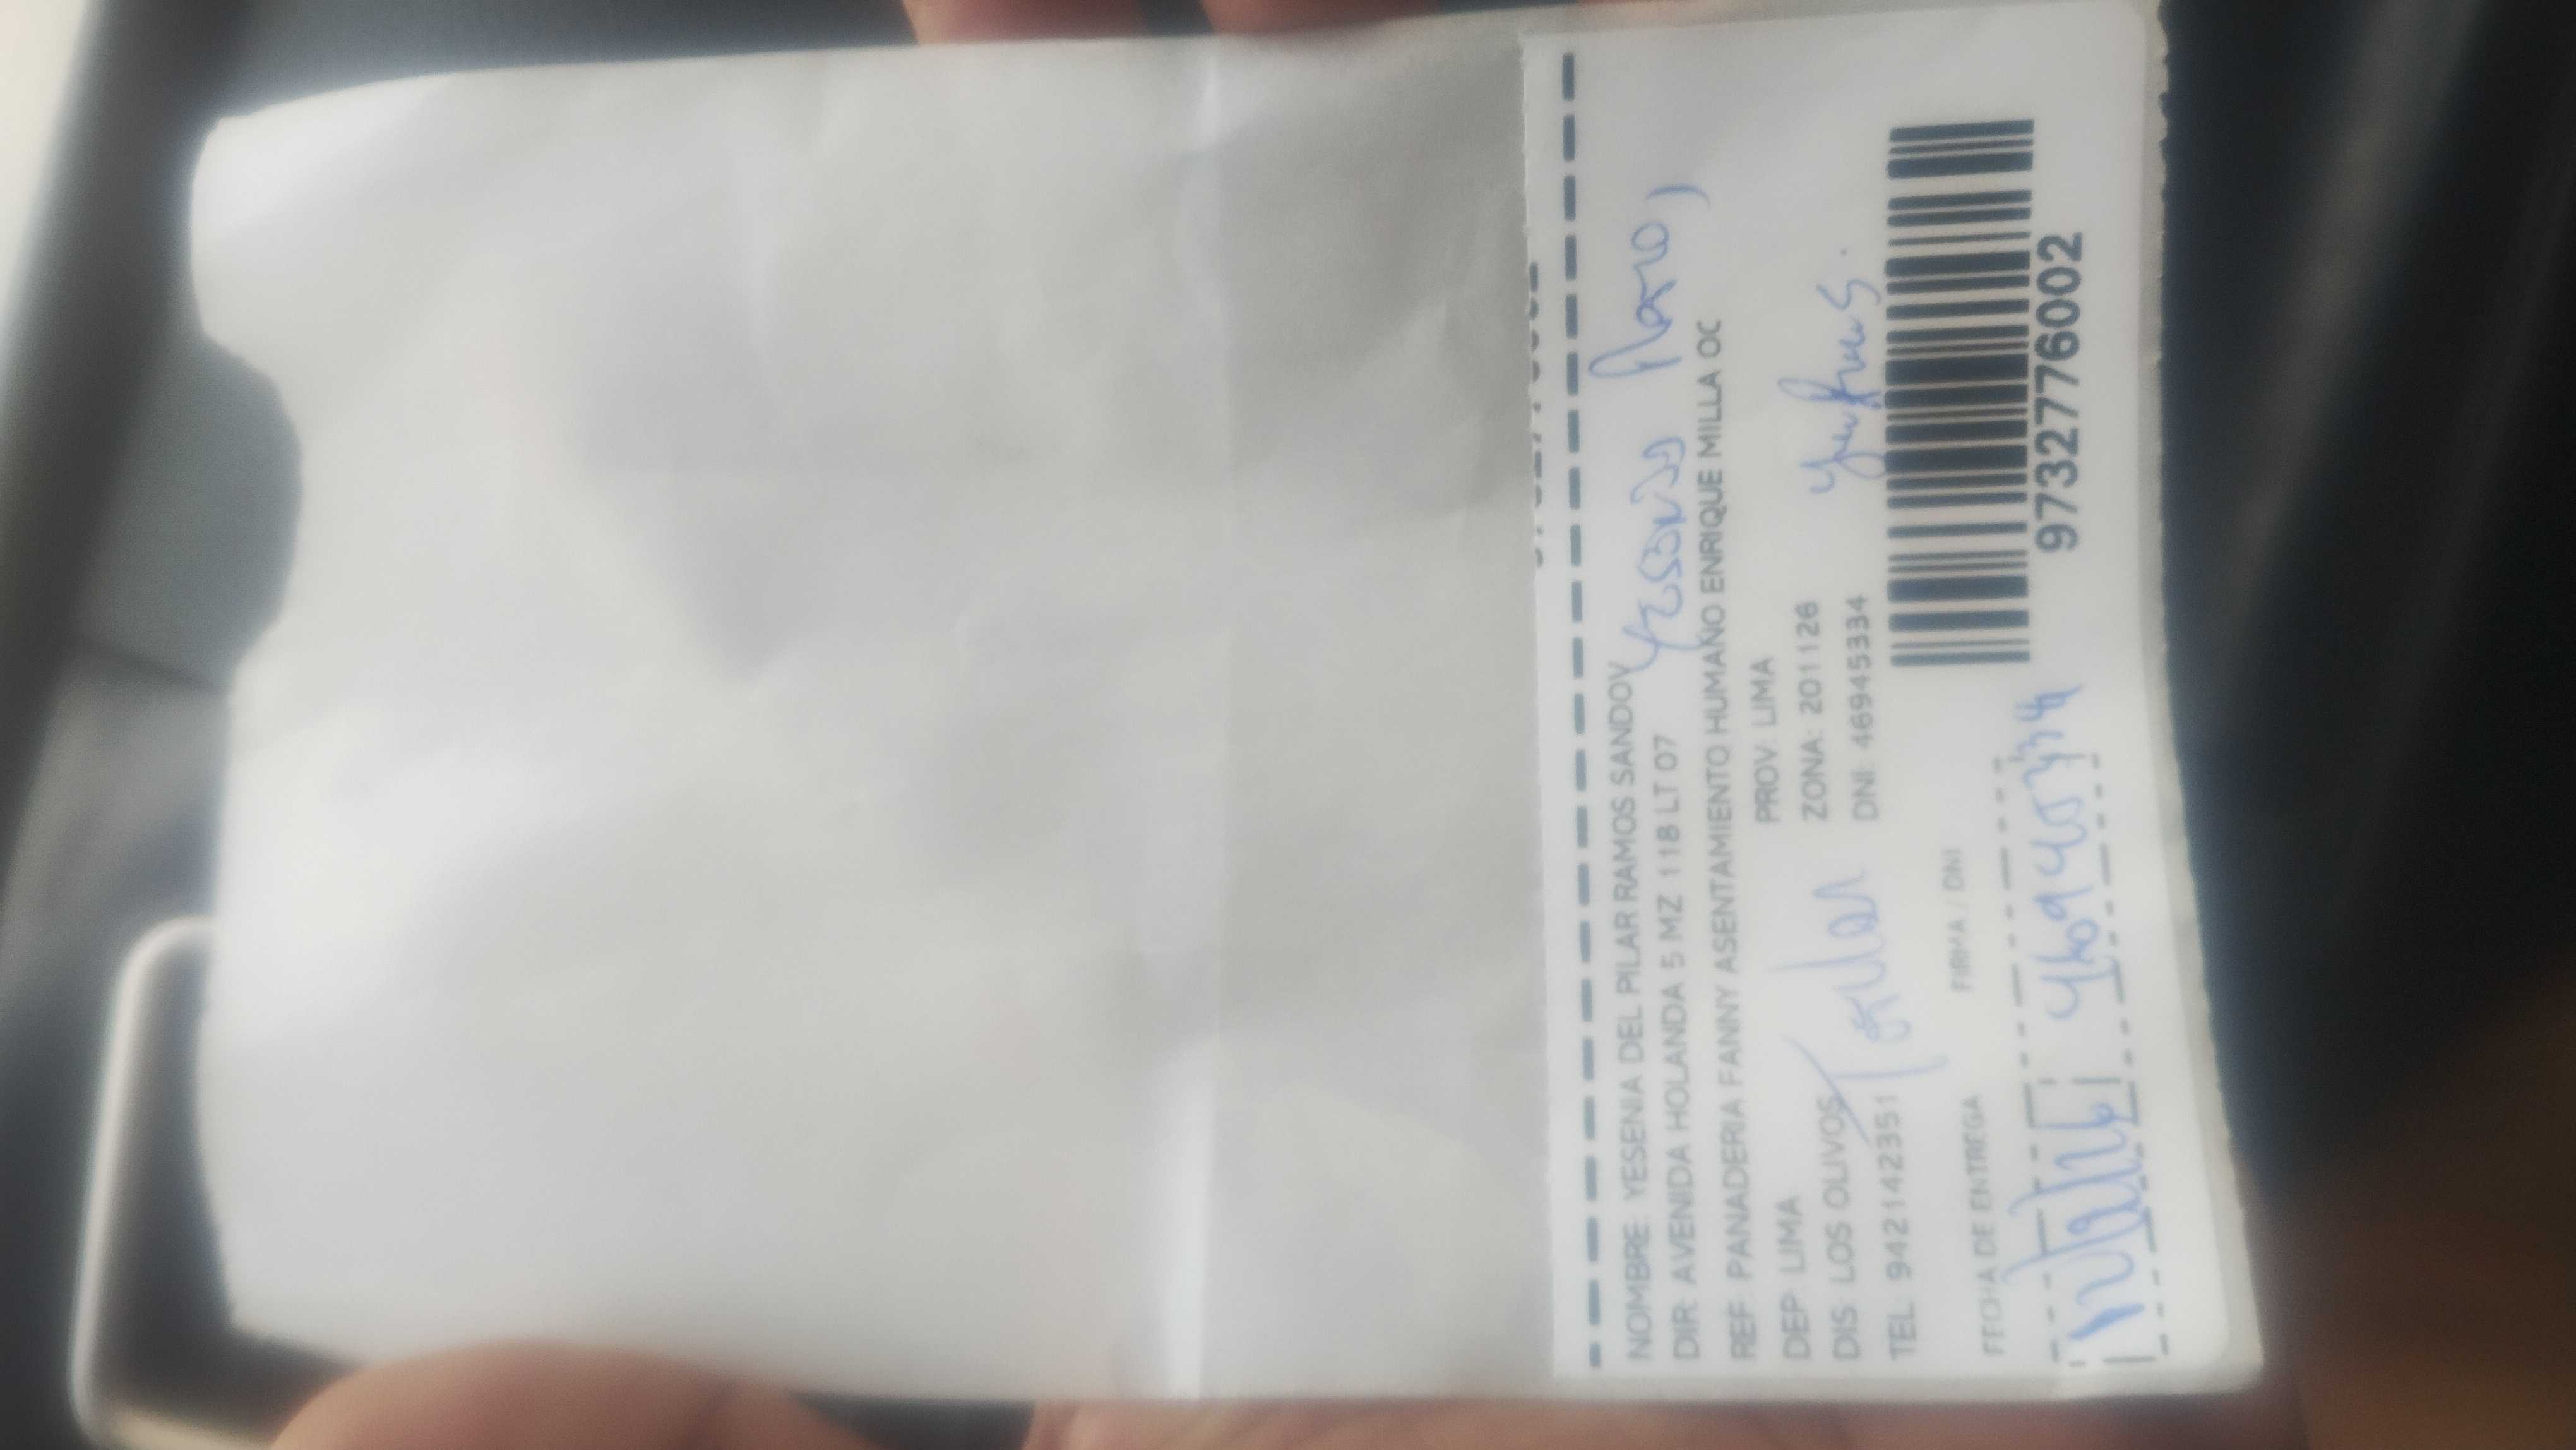 NOMBRE: YESENIA DEL PILAR RAMOS SANDOV
DIR: AVENIDA HOLANDA 5 MZ 118 LT 07
REF: PANADERIA FANNY ASENTAMIENTO HUMANO ENRIQUE MILLA OC
DEP: LIMA PROV: LIMA
DIS: LOS OLIVOS ZONA: 201126
TEL: 942142351 DNI: 46945334
FECHA DE ENTREGA FIRMA / DNI
46945334
9732776002